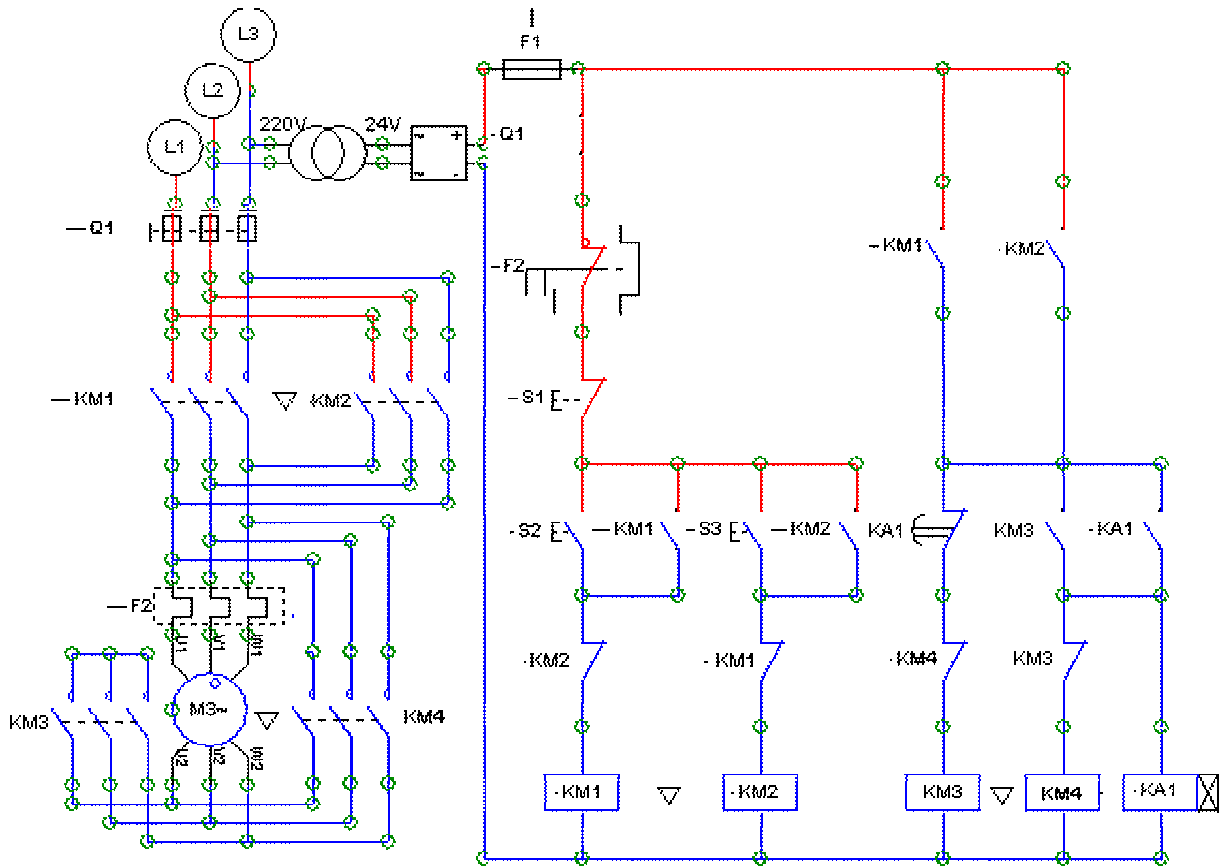 L3
F1
L2
L1
220V
24V
+
-
- Q1
— Q1
-KM1
- KM2
-F2
— KM1
KM2
-S1
-S2
—KM1
-S3
—KM2
KA1
KM3
-KA1
— F2
U1
V1
W1
- KM2
- KM1
-KM4
KM3
M3~
KM3
KM4
U2
V2
W2
-KM1
-KM2
KM3
KM4
-KA1